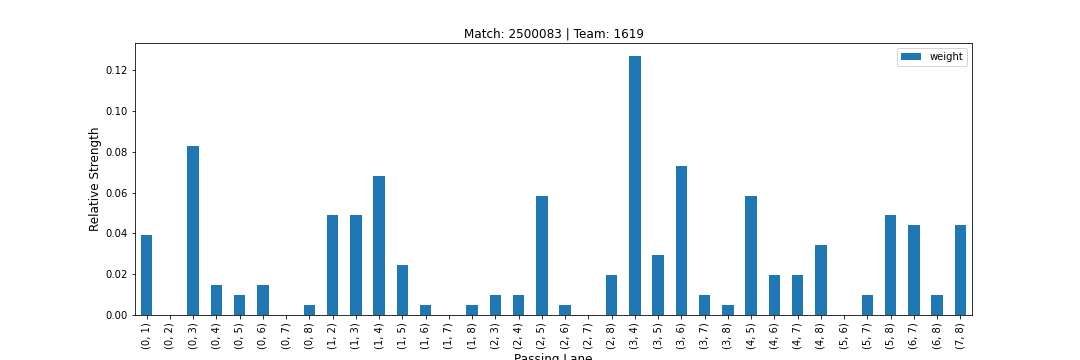 Match: 2500083 | Team: 1619
weight
Relative Strength
0.12
0.10
0.08
0.06
0.04
0.02
0.00
(0, 1) (0, 2) (0, 3) (0, 4) (0, 5) (0, 6) (0, 7) (0, 8) (1, 2) (1, 3) (1, 4) (1, 5) (1, 6) (1, 7) (1, 8) (2, 3) (2, 4) (2, 5) (2, 6) (2, 7) (2, 8) (3, 4) (3, 5) (3, 6) (3, 7) (3, 8) (4, 5) (4, 6) (4, 7) (4, 8) (5, 6) (5, 7) (5, 8) (6, 7) (6, 8) (7, 8)
Passing Lane